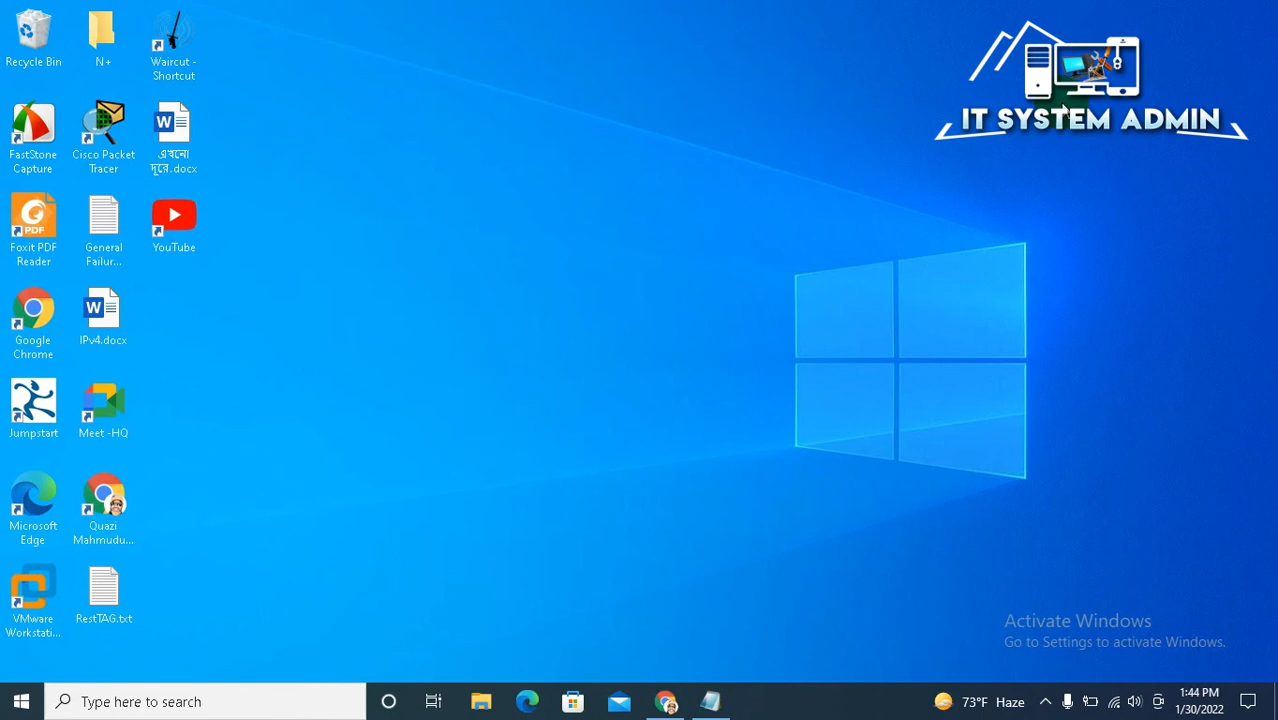 IT SYSTEM ADMIN
Recycle Bin
N+
Waircut -
Shortcut
FastStone
Capture
Cisco Packet
Tracer
এখনো
দূরে.docx
Foxit PDF
Reader
General
Failur...
YouTube
Google
Chrome
IPv4.docx
Jumpstart
Meet -HQ
Microsoft
Edge
Quazi
Mahmudu...
VMware
Workstati...
RestTAG.txt
Activate Windows
Go to Settings to activate Windows.
Type here to search
73°F Haze
1:44 PM
1/30/2022